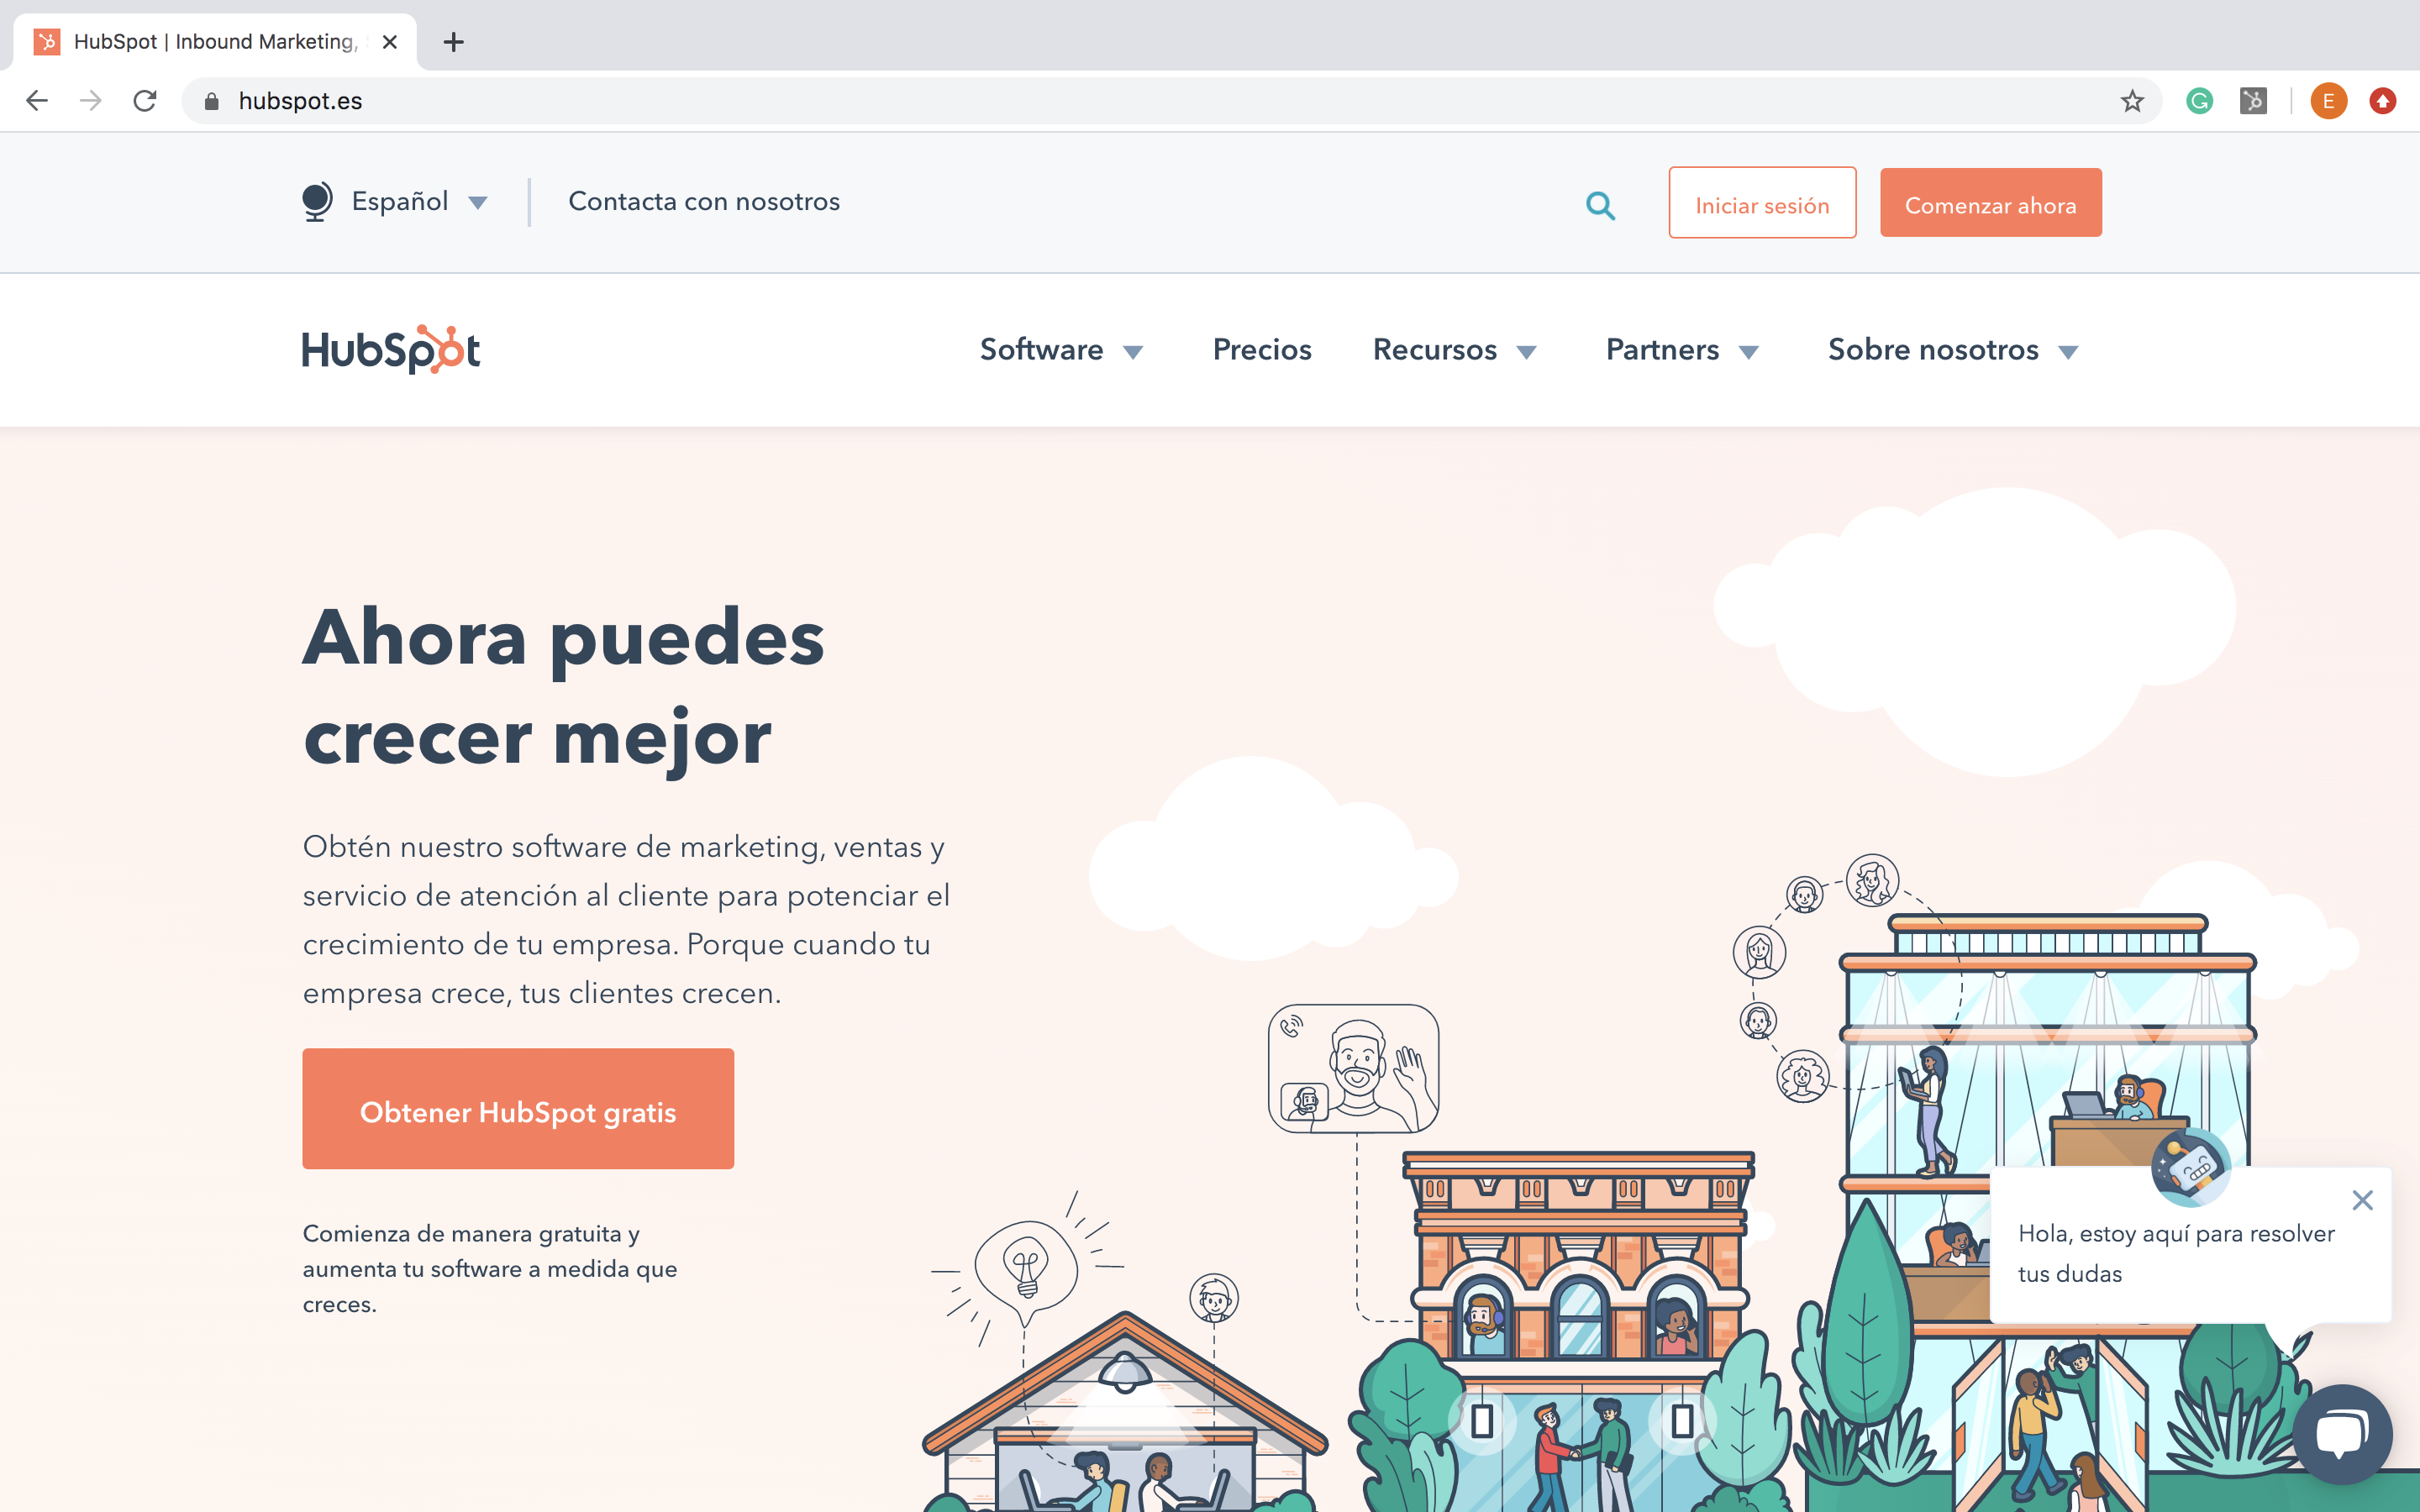 HubSpot | Inbound Marketing,
hubspot.es
E
Español
Contacta con nosotros
Iniciar sesión
Comenzar ahora
HubSpot
Software
Precios
Recursos
Partners
Sobre nosotros
Ahora puedes
crecer mejor
Obtén nuestro software de marketing, ventas y
servicio de atención al cliente para potenciar el
crecimiento de tu empresa. Porque cuando tu
empresa crece, tus clientes crecen.
Obtener HubSpot gratis
Comienza de manera gratuita y
aumenta tu software a medida que
creces.
Hola, estoy aquí para resolver
tus dudas